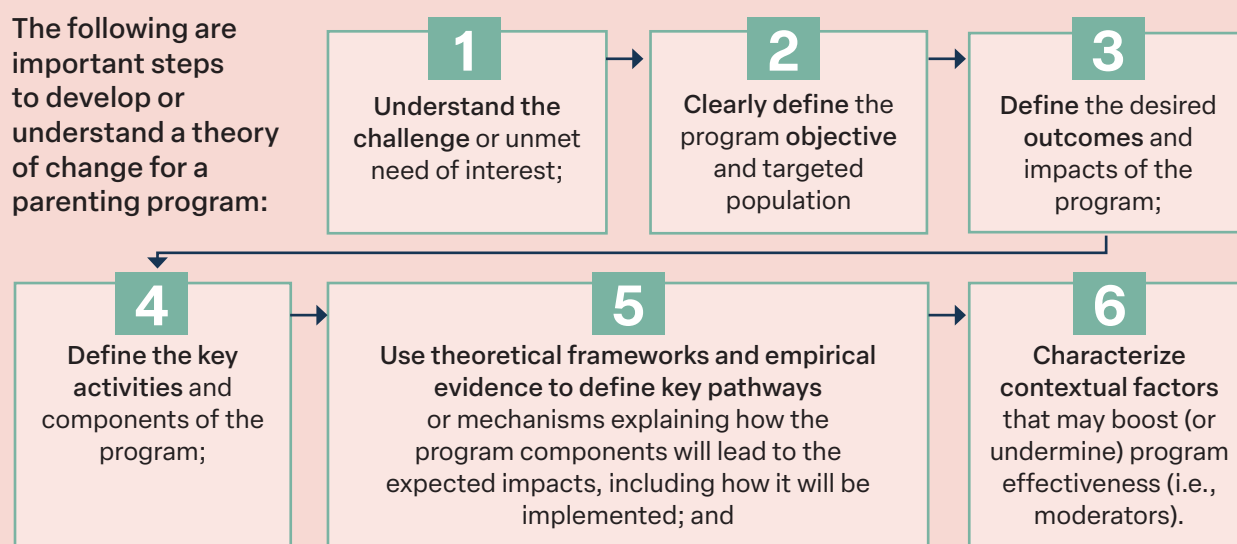 The following are
important steps
to develop or
understand a theory
of change for a
parenting program:
1
Understand the
challenge or unmet
need of interest;
2
Clearly define the
program objective
and targeted
population
3
Define the desired
outcomes and
impacts of the
program;
4
Define the key
activities and
components of the
program;
5
Use theoretical frameworks and empirical
evidence to define key pathways
or mechanisms explaining how the
program components will lead to the
expected impacts, including how it will be
implemented; and
6
Characterize
contextual factors
that may boost (or
undermine) program
effectiveness (i.e.,
moderators).